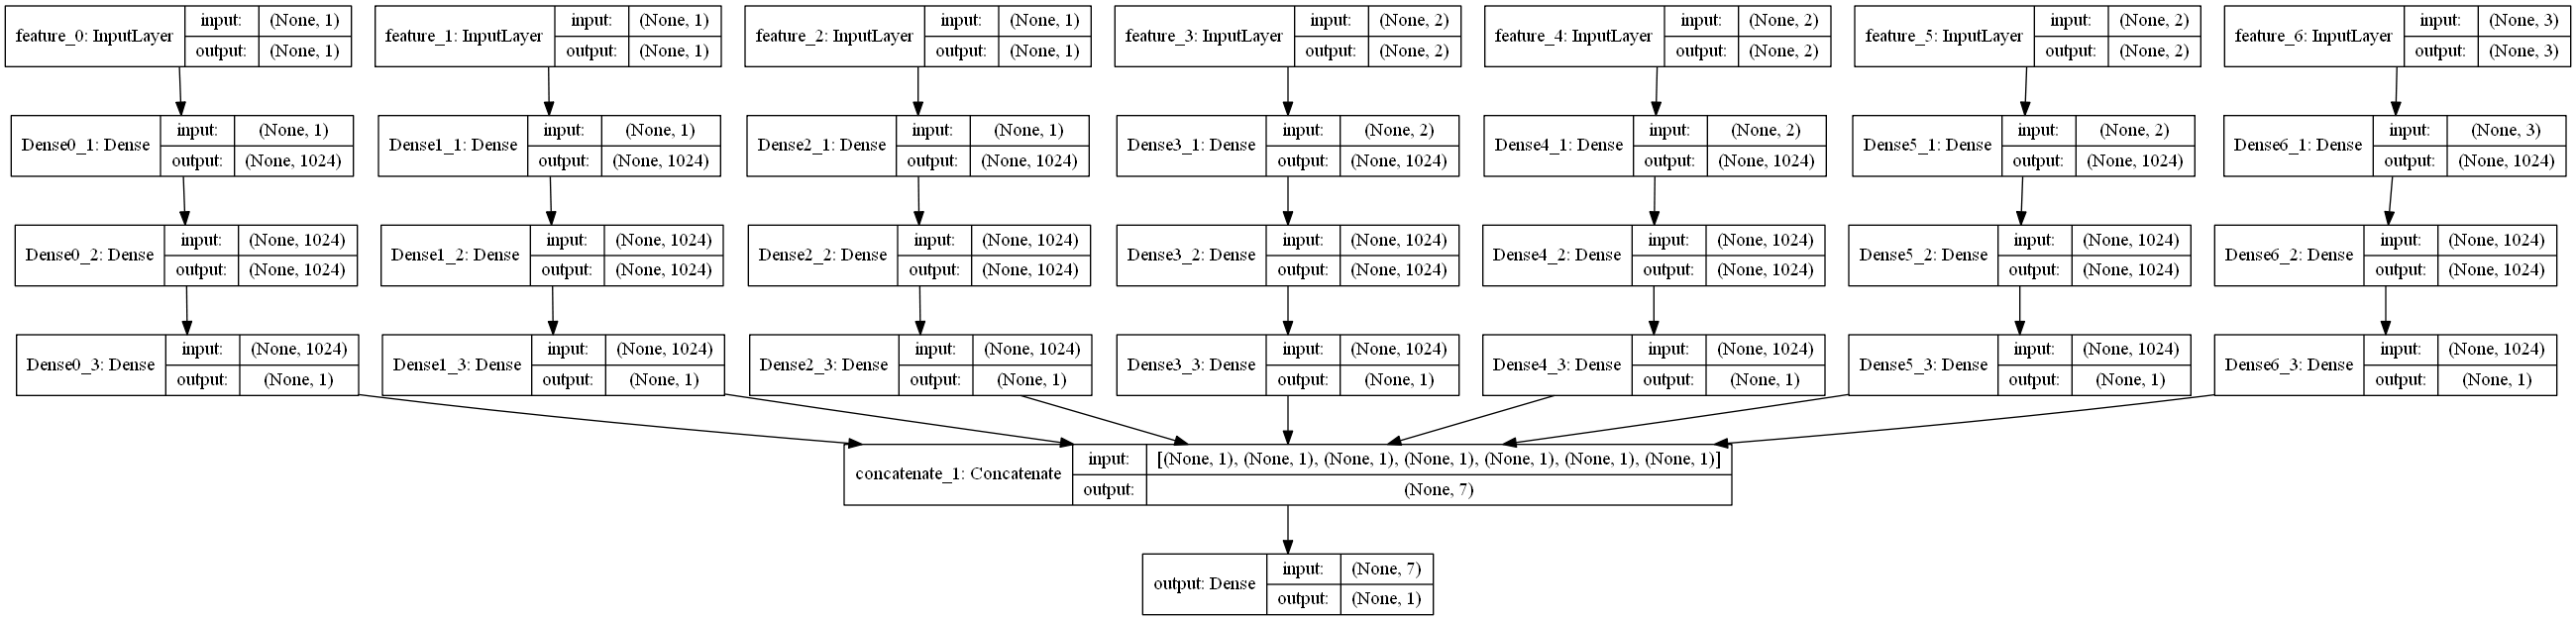 feature_0: InputLayer input: (None, 1) output: (None, 1)
feature_1: InputLayer input: (None, 1) output: (None, 1)
feature_2: InputLayer input: (None, 1) output: (None, 1)
feature_3: InputLayer input: (None, 2) output: (None, 2)
feature_4: InputLayer input: (None, 2) output: (None, 2)
feature_5: InputLayer input: (None, 2) output: (None, 2)
feature_6: InputLayer input: (None, 3) output: (None, 3)
Dense0_1: Dense input: (None, 1) output: (None, 1024)
Dense1_1: Dense input: (None, 1) output: (None, 1024)
Dense2_1: Dense input: (None, 1) output: (None, 1024)
Dense3_1: Dense input: (None, 2) output: (None, 1024)
Dense4_1: Dense input: (None, 2) output: (None, 1024)
Dense5_1: Dense input: (None, 2) output: (None, 1024)
Dense6_1: Dense input: (None, 3) output: (None, 1024)
Dense0_2: Dense input: (None, 1024) output: (None, 1024)
Dense1_2: Dense input: (None, 1024) output: (None, 1024)
Dense2_2: Dense input: (None, 1024) output: (None, 1024)
Dense3_2: Dense input: (None, 1024) output: (None, 1024)
Dense4_2: Dense input: (None, 1024) output: (None, 1024)
Dense5_2: Dense input: (None, 1024) output: (None, 1024)
Dense6_2: Dense input: (None, 1024) output: (None, 1024)
Dense0_3: Dense input: (None, 1024) output: (None, 1)
Dense1_3: Dense input: (None, 1024) output: (None, 1)
Dense2_3: Dense input: (None, 1024) output: (None, 1)
Dense3_3: Dense input: (None, 1024) output: (None, 1)
Dense4_3: Dense input: (None, 1024) output: (None, 1)
Dense5_3: Dense input: (None, 1024) output: (None, 1)
Dense6_3: Dense input: (None, 1024) output: (None, 1)
concatenate_1: Concatenate input: [(None, 1), (None, 1), (None, 1), (None, 1), (None, 1), (None, 1), (None, 1)] output: (None, 7)
output: Dense input: (None, 7) output: (None, 1)